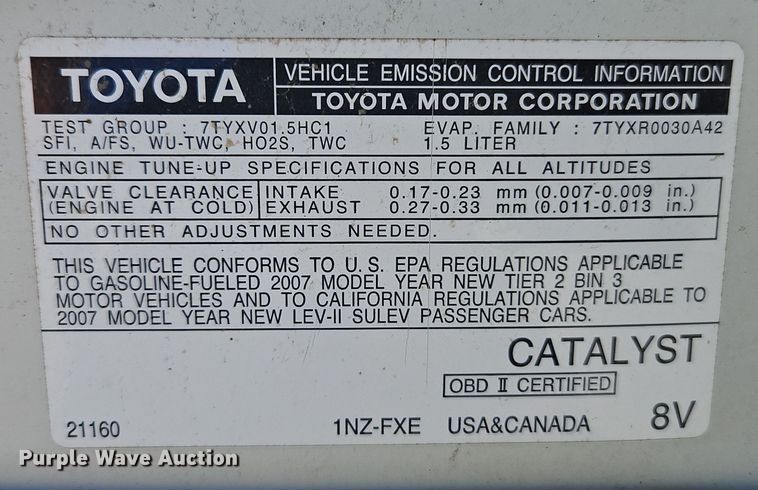 TOYOTA
VEHICLE EMISSION CONTROL INFORMATION
TOYOTA MOTOR CORPORATION
TEST GROUP : 7TYXV01.5HC1 EVAP. FAMILY : 7TYXR0030A42
SFI, A/FS, WU-TWC, HO2S, TWC 1.5 LITER
ENGINE TUNE-UP SPECIFICATIONS FOR ALL ALTITUDES
VALVE CLEARANCE INTAKE 0.17-0.23 mm (0.007-0.009 in.)
(ENGINE AT COLD) EXHAUST 0.27-0.33 mm (0.011-0.013 in.)
NO OTHER ADJUSTMENTS NEEDED.
THIS VEHICLE CONFORMS TO U.S. EPA REGULATIONS APPLICABLE
TO GASOLINE-FUELED 2007 MODEL YEAR NEW TIER 2 BIN 3
MOTOR VEHICLES AND TO CALIFORNIA REGULATIONS APPLICABLE TO
2007 MODEL YEAR NEW LEV-II SULEV PASSENGER CARS.
CATALYST
OBD II CERTIFIED
21160 1NZ-FXE USA&CANADA 8V
Purple Wave Auction